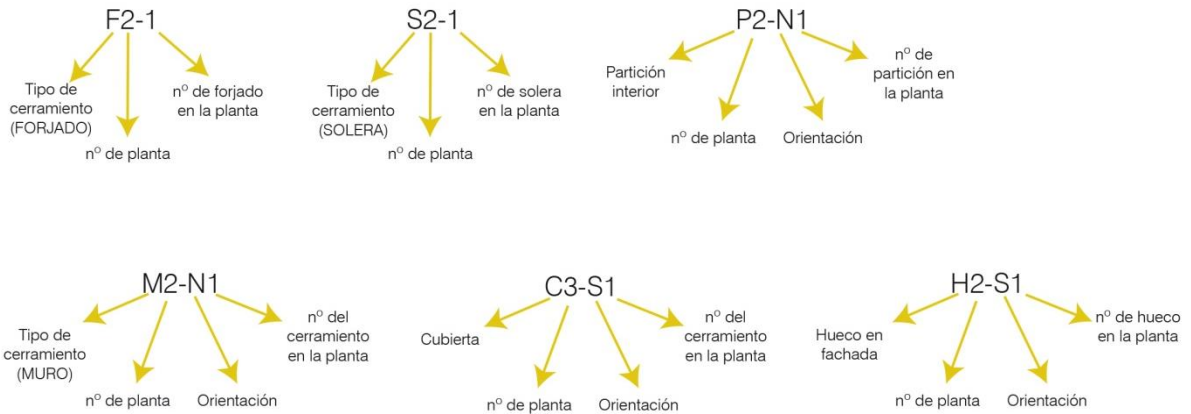 F2-1
Tipo de
cerramiento
(FORJADO)
nº de planta
nº de forjado
en la planta
S2-1
Tipo de
cerramiento
(SOLERA)
nº de planta
nº de solera
en la planta
P2-N1
Partición
interior
nº de planta
Orientación
nº de
partición en
la planta
M2-N1
Tipo de
cerramiento
(MURO)
nº de planta
Orientación
nº del
cerramiento
en la planta
C3-S1
Cubierta
nº de planta
Orientación
nº del
cerramiento
en la planta
H2-S1
Hueco en
fachada
nº de planta
Orientación
nº de hueco
en la planta